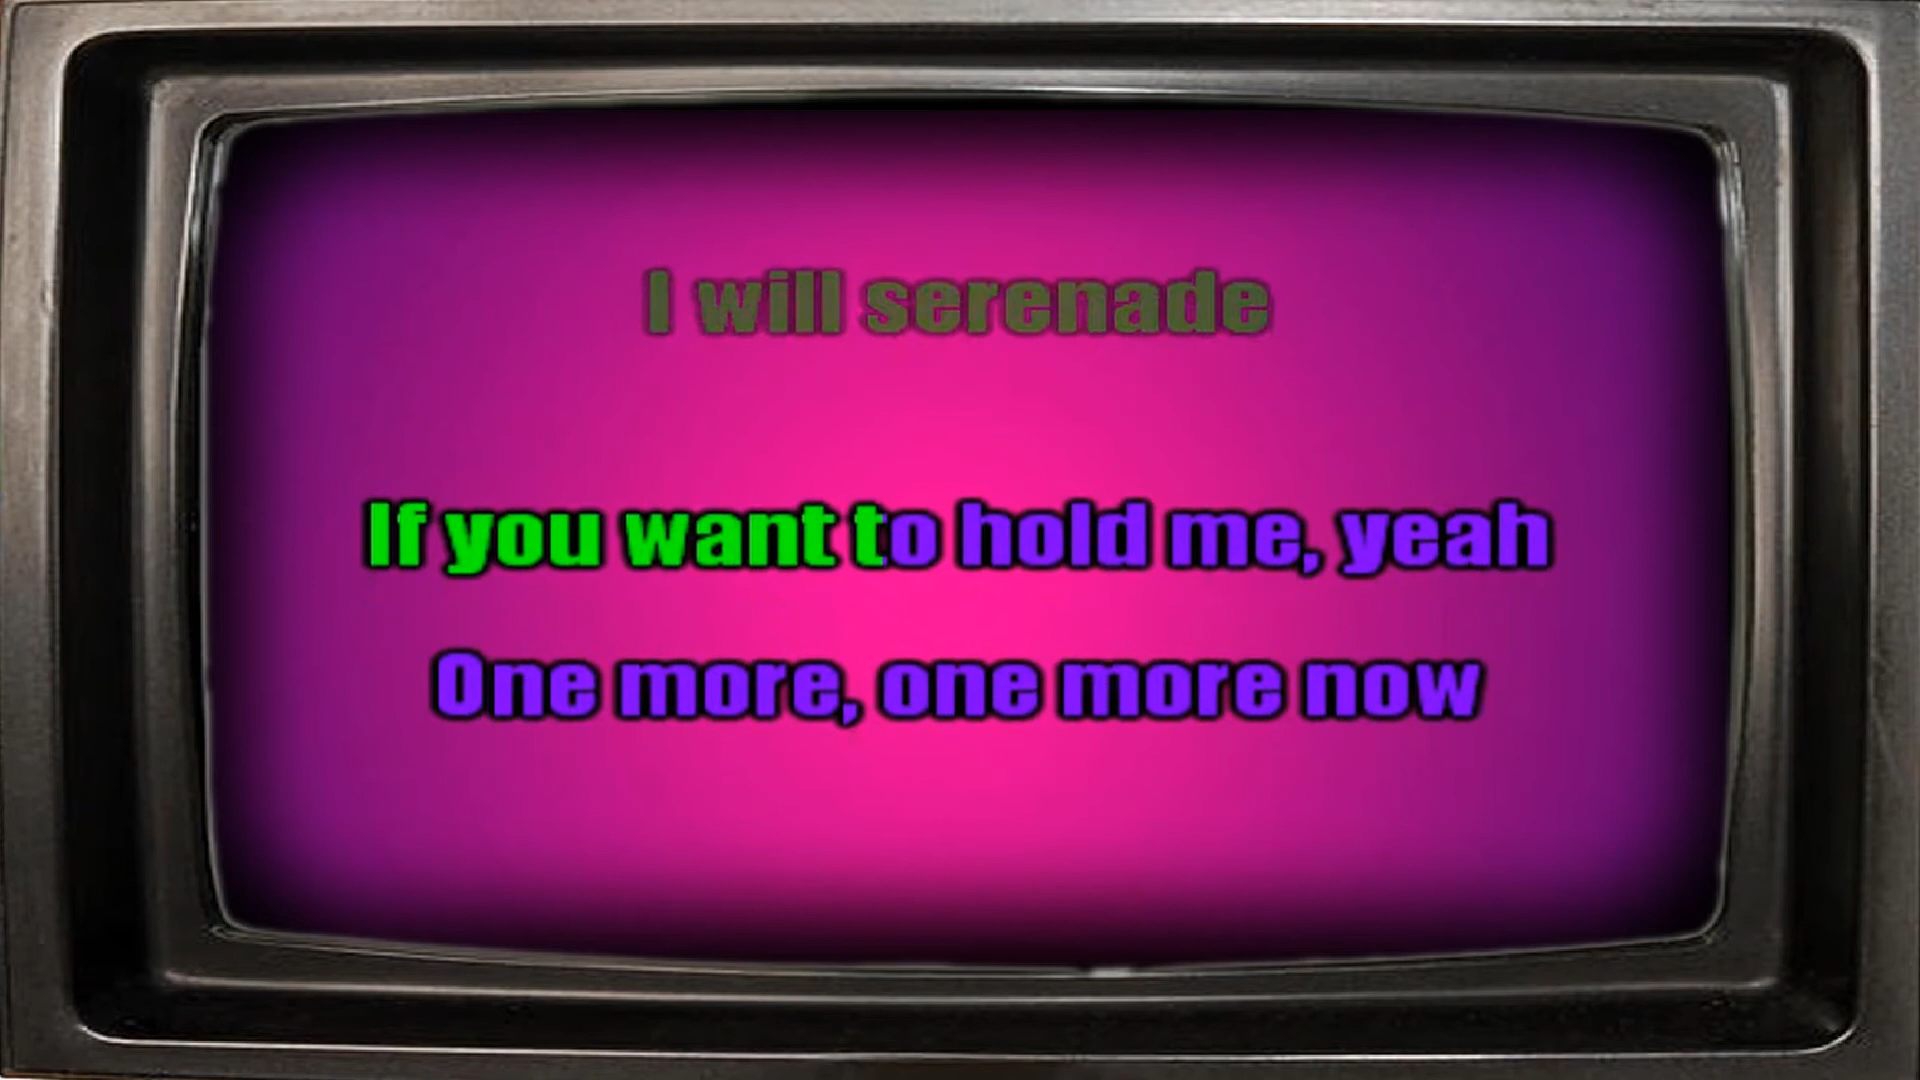 I will serenade
If you want to hold me, yeah
One more, one more now